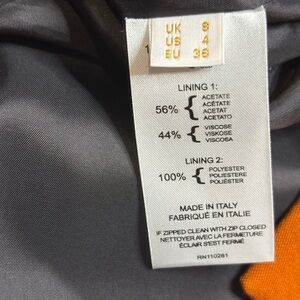 UK 8
US 4
EU 36
LINING 1:
56% { ACETATE
ACÉTATE
ACETAT
ACETATO
44% { VISCOSE
VISKOSE
VISCOSA
LINING 2:
100% { POLYESTER
POLIESTERE
POLIÉSTER
MADE IN ITALY
FABRIQUÉ EN ITALIE
IF ZIPPED CLEAN WITH ZIP CLOSED
NETTOYER AVEC LA FERMETURE
ÉCLAIR S'EST FERMÉ
RN110281